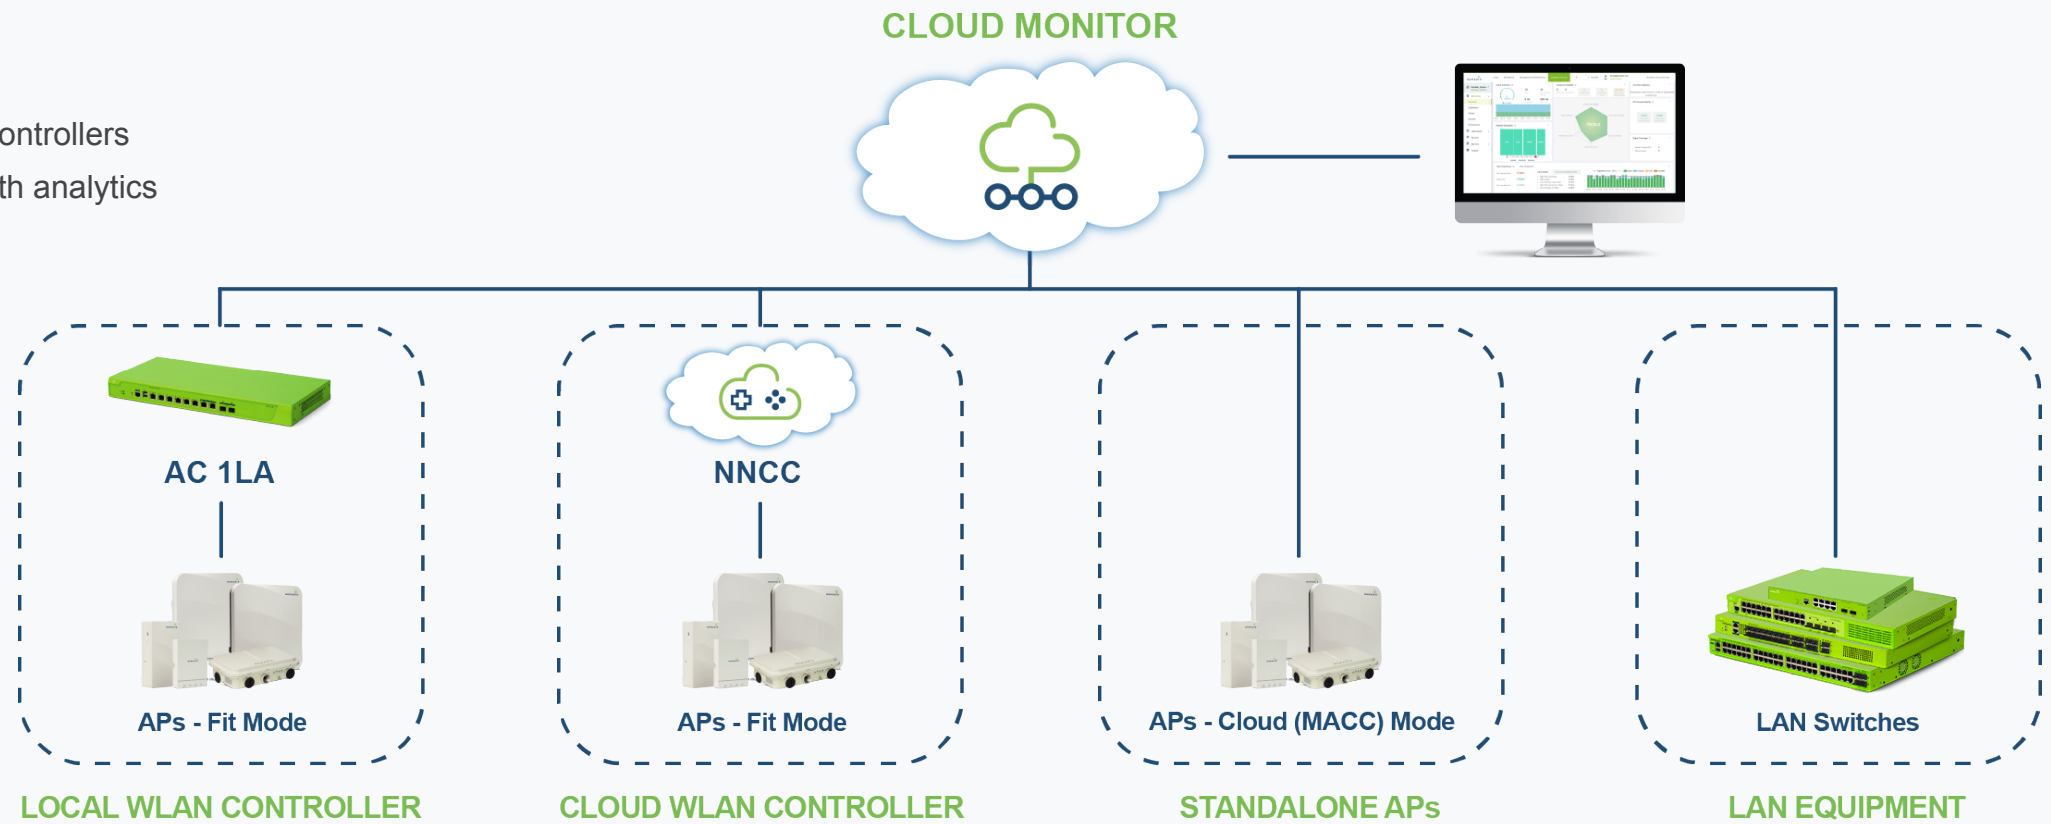 CLOUD MONITOR
ontrollers
th analytics
AC 1LA
NNCC
APs - Fit Mode
APs - Fit Mode
APs - Cloud (MACC) Mode
LAN Switches
LOCAL WLAN CONTROLLER
CLOUD WLAN CONTROLLER
STANDALONE APs
LAN EQUIPMENT